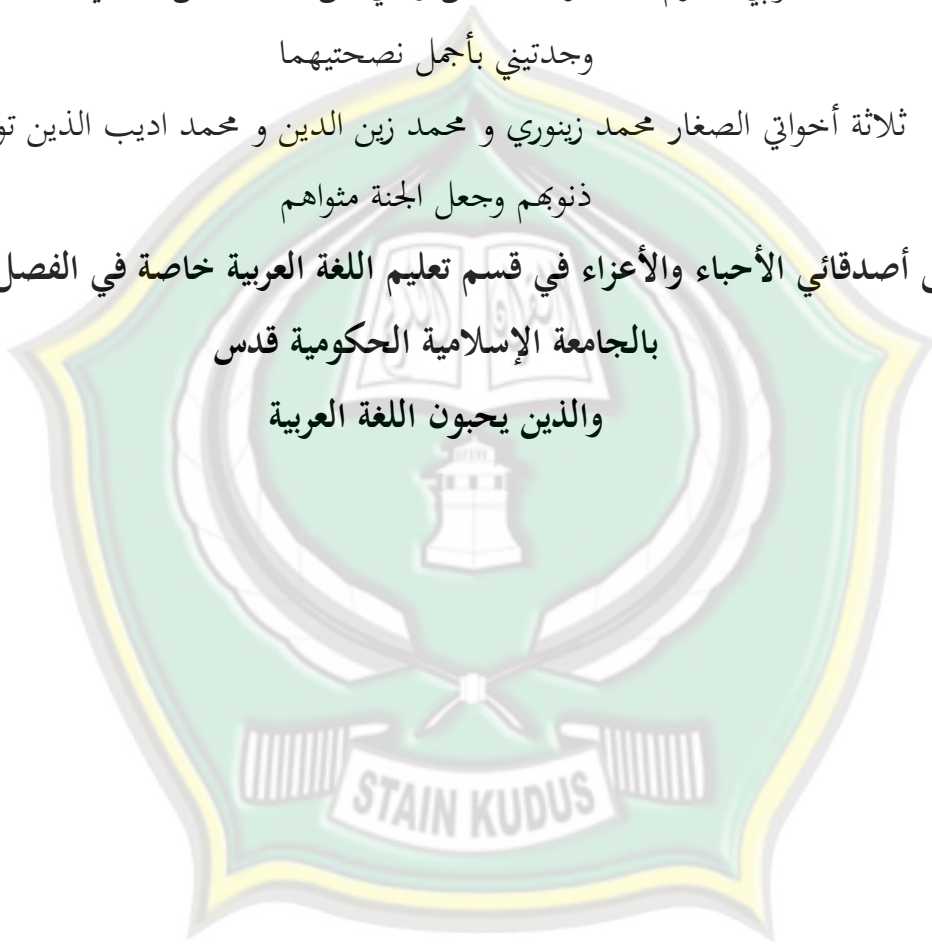 وجدتيني بأجمل نصحتيهما
ثلاثة أخواتي الصغار محمد زينوري و محمد زين الدين و محمد اديب الذين
ذنوبهم وجعل الجنة مثواهم
أصدقائي الأحباء والأعزاء في قسم تعليم اللغة العربية خاصة في الفصل
بالجامعة الإسلامية الحكومية قدس
والذين يحبون اللغة العربية
STAIN KUDUS